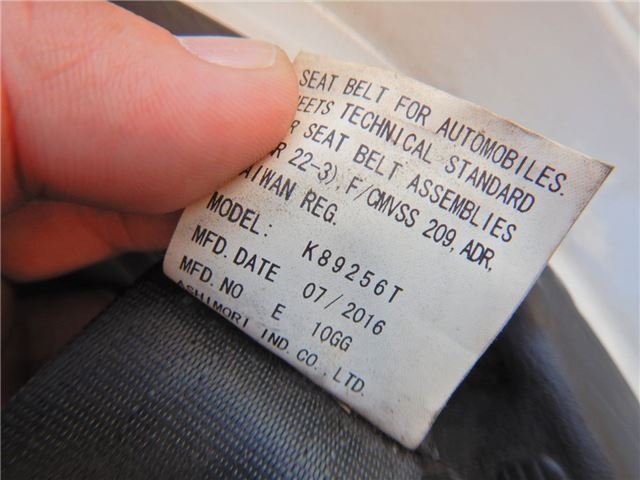 SEAT BELT FOR AUTOMOBILES.
EETS TECHNICAL STANDARD
R SEAT BELT ASSEMBLIES
R 22-3), F/CMVSS 209, ADR,
AIWAN REG.
MODEL: K89256T
MFD. DATE 07/2016
MFD. NO E 10GG
ASHIMORI IND. CO., LTD.